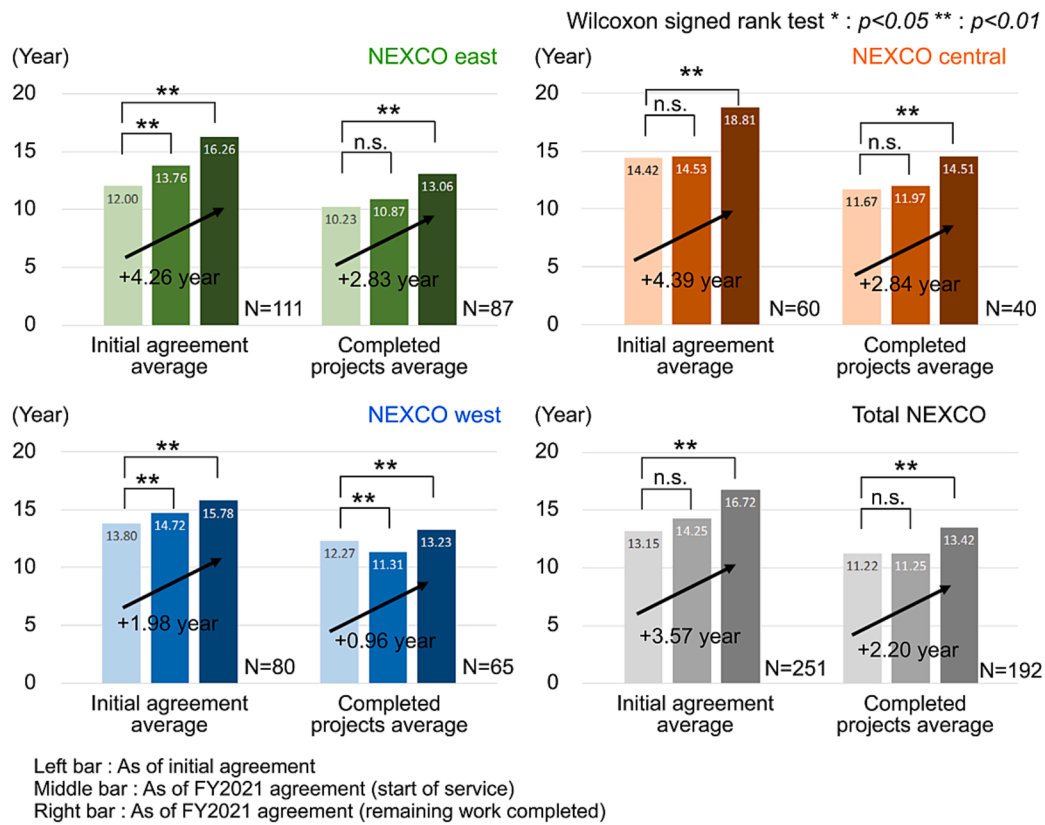 Wilcoxon signed rank test * : p<0.05 ** : p<0.01
(Year) NEXCO east
20
15
10
5
0
** 
**
12.00 13.76 16.26
+4.26 year
N=111
**
n.s.
10.23 10.87 13.06
+2.83 year
N=87
Initial agreement
average
Completed
projects average
(Year) NEXCO central
20
15
10
5
0
**
n.s.
14.42 14.53 18.81
+4.39 year
N=60
**
n.s.
11.67 11.97 14.51
+2.84 year
N=40
Initial agreement
average
Completed
projects average
(Year) NEXCO west
20
15
10
5
0
**
**
13.80 14.72 15.78
+1.98 year
N=80
**
**
12.27 11.31 13.23
+0.96 year
N=65
Initial agreement
average
Completed
projects average
(Year) Total NEXCO
20
15
10
5
0
**
n.s.
13.15 14.25 16.72
+3.57 year
N=251
**
n.s.
11.22 11.25 13.42
+2.20 year
N=192
Initial agreement
average
Completed
projects average
Left bar : As of initial agreement
Middle bar : As of FY2021 agreement (start of service)
Right bar : As of FY2021 agreement (remaining work completed)